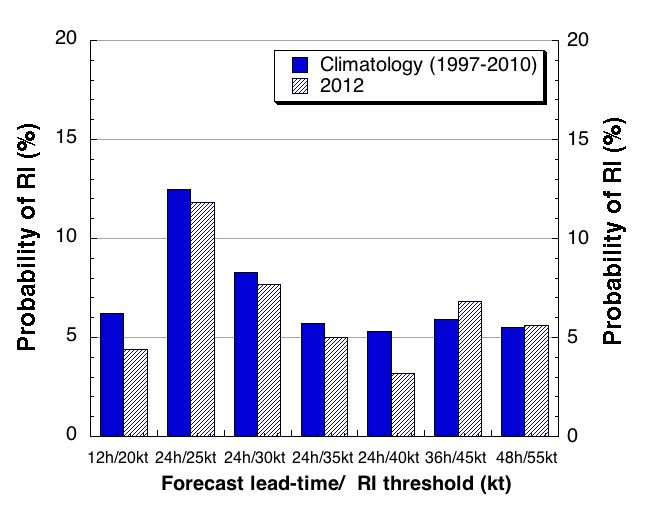 Climatology (1997-2010)
2012
Probability of RI (%)
20
15
10
5
0
20
15
10
5
0
Probability of RI (%)
12h/20kt 24h/25kt 24h/30kt 24h/35kt 24h/40kt 36h/45kt 48h/55kt
Forecast lead-time/ RI threshold (kt)